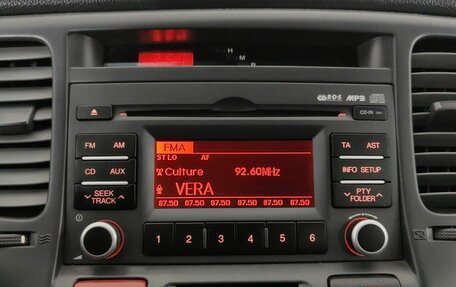 H
M
R
RDS MP3
CD-IN
FM AM
CD AUX
SEEK
TRACK
FMA
ST LO AF
Culture 92.60MHz
VERA
87.50 87.50 87.50 87.50 87.50 87.50
TA AST
INFO SETUP
PTY
FOLDER
1 2 3 4 5 6